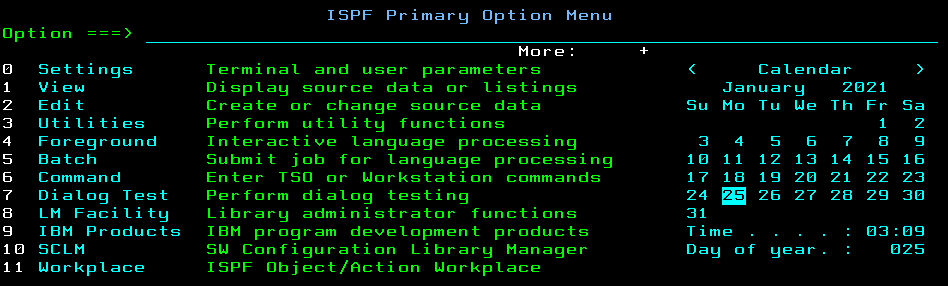 ISPF Primary Option Menu
Option ===>
More:       +
0   Settings        Terminal and user parameters            <      Calendar       >
1   View            Display source data or listings             January   2021
2   Edit            Create or change source data            Su Mo Tu We Th Fr Sa
3   Utilities       Perform utility functions                               1  2
4   Foreground      Interactive language processing          3  4  5  6  7  8  9
5   Batch           Submit job for language processing      10 11 12 13 14 15 16
6   Command         Enter TSO or Workstation commands       17 18 19 20 21 22 23
7   Dialog Test     Perform dialog testing                  24 25 26 27 28 29 30
8   LM Facility     Library administrator functions         31
9   IBM Products    IBM program development products        Time . . . . : 03:09
10  SCLM            SW Configuration Library Manager        Day of year. :   025
11  Workplace       ISPF Object/Action Workplace